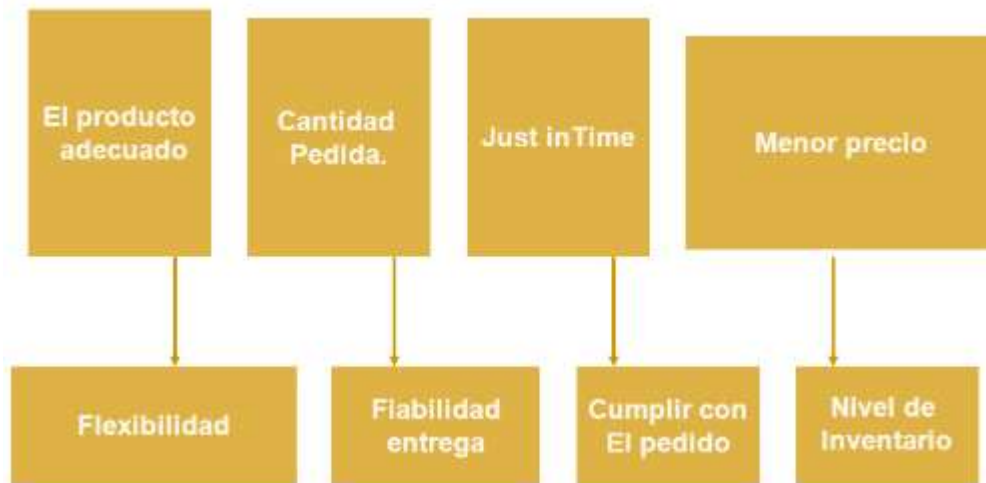 El producto
adecuado
Cantidad
Pedida.
Just inTime
Menor precio
Flexibilidad
Fiabilidad
entrega
Cumplir con
El pedido
Nivel de
Inventario